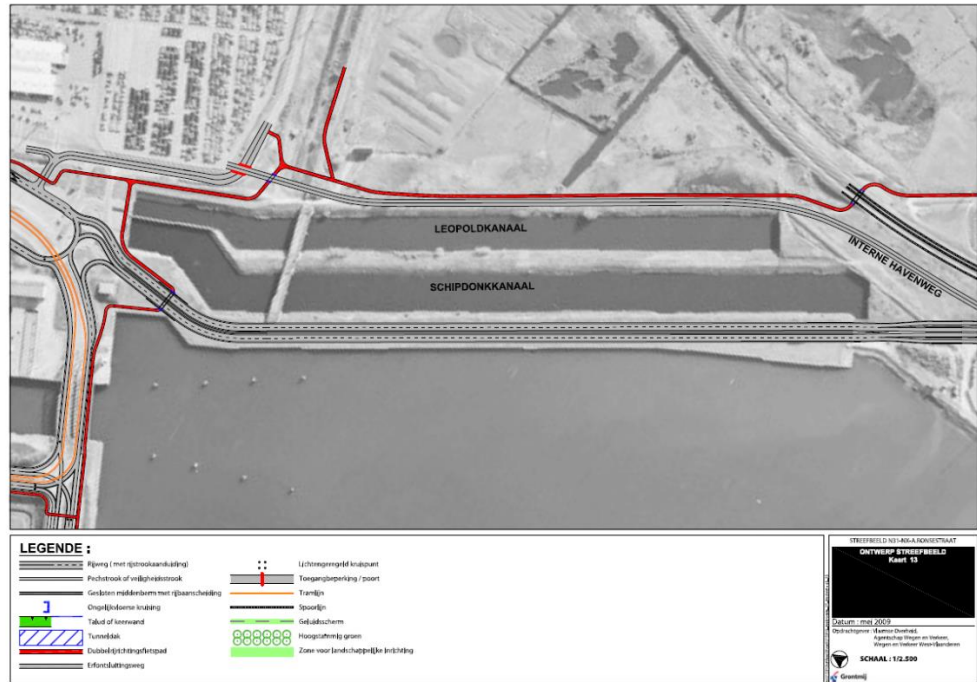 LEOPOLDKANAAL
SCHIPDONKKANAAL
INTERNE HAVENWEG
LEGENDE :
Rijweg ( met rijstrookaanduiding)
Pechstrook of veiligheidsstrook
Gesloten middenberm met rijbaanscheiding
Ongelijkvloerse kruising
Talud of keerwand
Tunneldak
Dubbelrijrichtingsfietspad
Erfontsluitingsweg
Lichtengeregeld kruispunt
Toegangsbeperking / poort
Tramlijn
Spoorlijn
Geluidsscherm
Hoogstammig groen
Zone voor landschappelijke inrichting
STREEFBEELD N31-NX-A.RONSESTRAAT
ONTWERP STREEFBEELD
Kaart 13
Datum : mei 2009
Opdrachtgever : Vlaamse Overheid,
Agentschap Wegen en Verkeer,
Wegen en Verkeer West-Vlaanderen
SCHAAL : 1/2.500
Grontmij